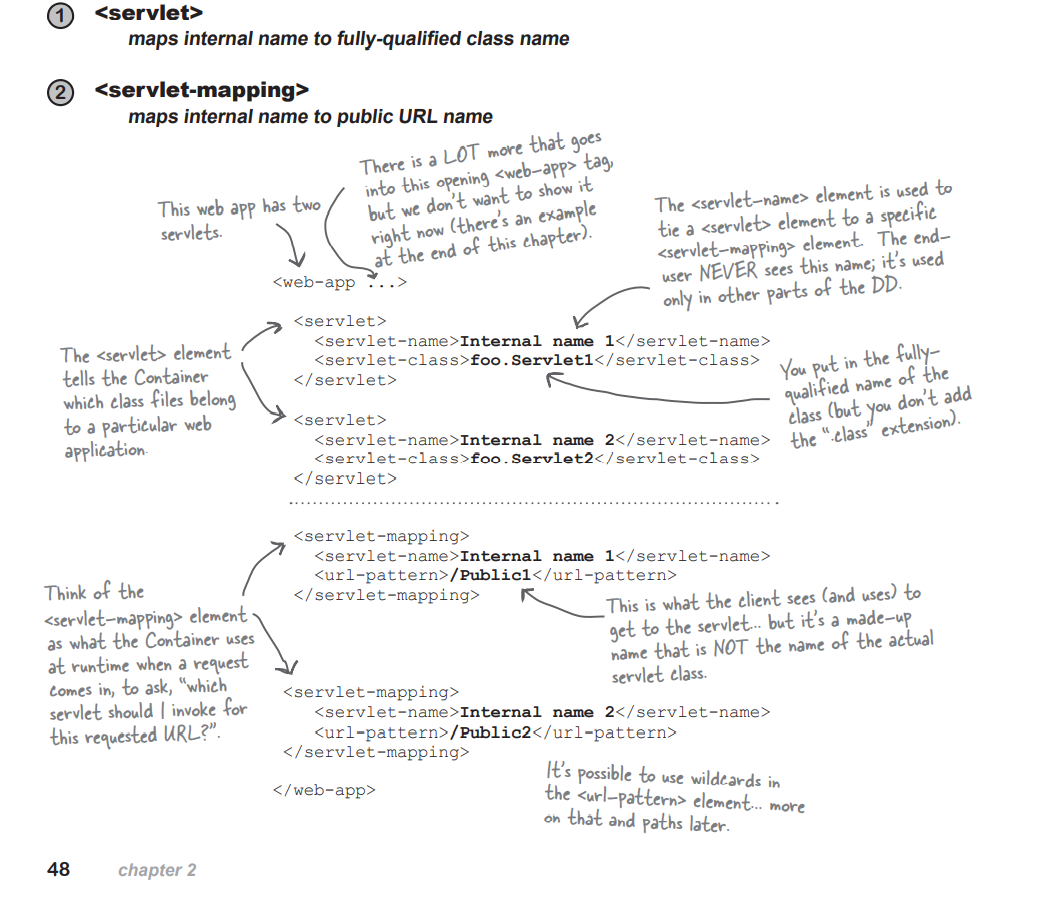 1 <servlet>
maps internal name to fully-qualified class name
2 <servlet-mapping>
maps internal name to public URL name
There is a LOT more that goes
into this opening <web-app> tag,
but we don't want to show it
right now (there's an example
at the end of this chapter).
This web app has two
servlets.
The <servlet-name> element is used to
tie a <servlet> element to a specific
<servlet-mapping> element. The end-
user NEVER sees this name; it's used
only in other parts of the DD.
<web-app ...>
<servlet>
<servlet-name>Internal name 1</servlet-name>
<servlet-class>foo.Servlet1</servlet-class>
</servlet>
The <servlet> element
tells the Container
which class files belong
to a particular web
application.
You put in the fully-
qualified name of the
class (but you don't add
the ".class" extension).
<servlet>
<servlet-name>Internal name 2</servlet-name>
<servlet-class>foo.Servlet2</servlet-class>
</servlet>
<servlet-mapping>
<servlet-name>Internal name 1</servlet-name>
<url-pattern>/Public1</url-pattern>
</servlet-mapping>
Think of the
<servlet-mapping> element
as what the Container uses
at runtime when a request
comes in, to ask, "which
servlet should I invoke for
this requested URL?".
This is what the client sees (and uses) to
get to the servlet... but it's a made-up
name that is NOT the name of the actual
servlet class.
<servlet-mapping>
<servlet-name>Internal name 2</servlet-name>
<url-pattern>/Public2</url-pattern>
</servlet-mapping>
</web-app>
It's possible to use wildcards in
the <url-pattern> element... more
on that and paths later.
48 chapter 2